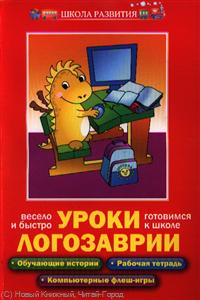 ШКОЛА РАЗВИТИЯ
весело и быстро УРОКИ готовимся к школе
ЛОГОЗАВРИИ
• Обучающие истории • Рабочая тетрадь
• Компьютерные флеш-игры
(c) Новый Книжный, Читай-Город